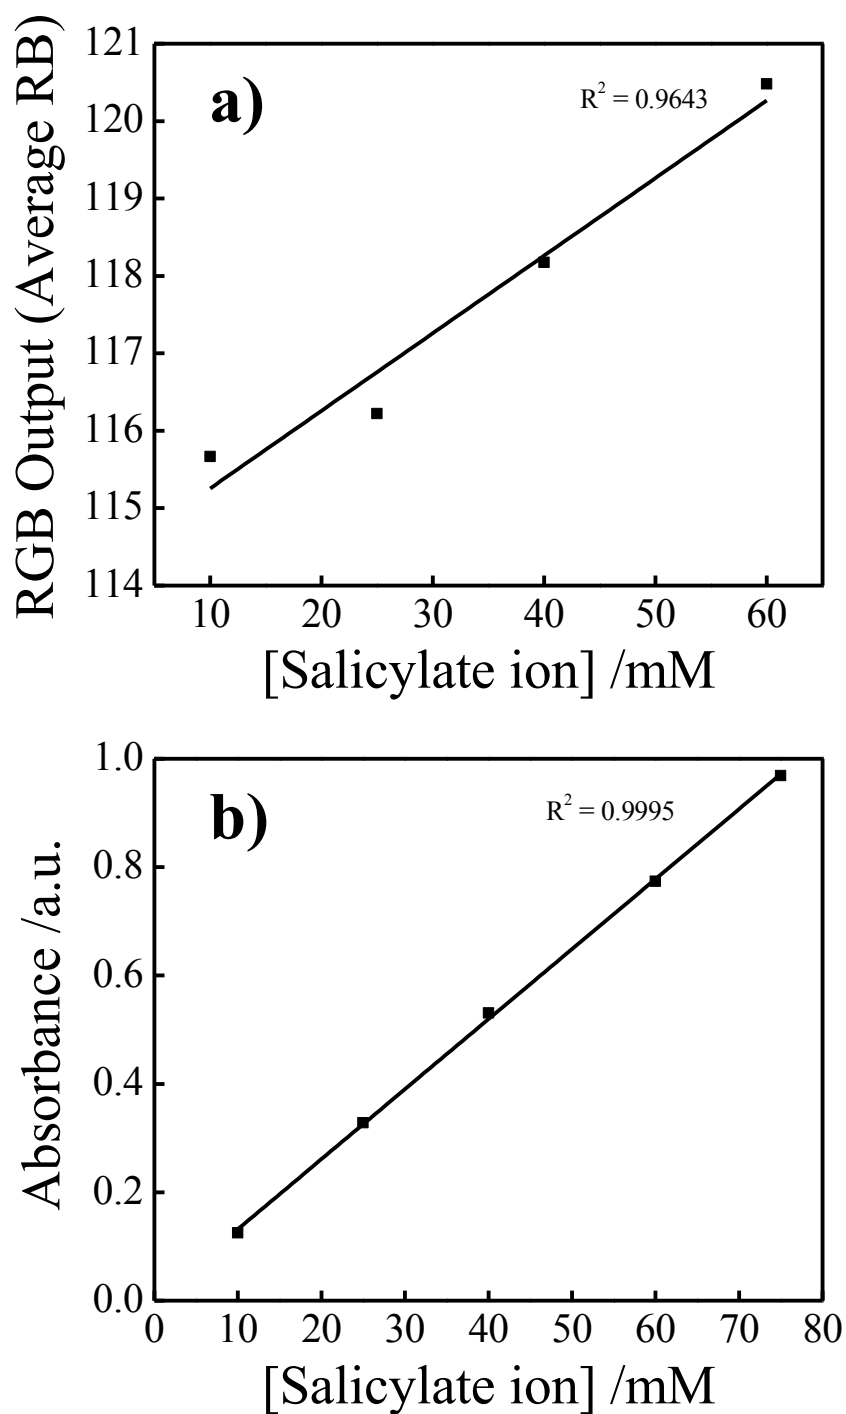 a)
R² = 0.9643
RGB Output (Average RB)
121
120
119
118
117
116
115
114
10 20 30 40 50 60
[Salicylate ion] /mM
b)
R² = 0.9995
Absorbance /a.u.
1.0
0.8
0.6
0.4
0.2
0.0
0 10 20 30 40 50 60 70 80
[Salicylate ion] /mM